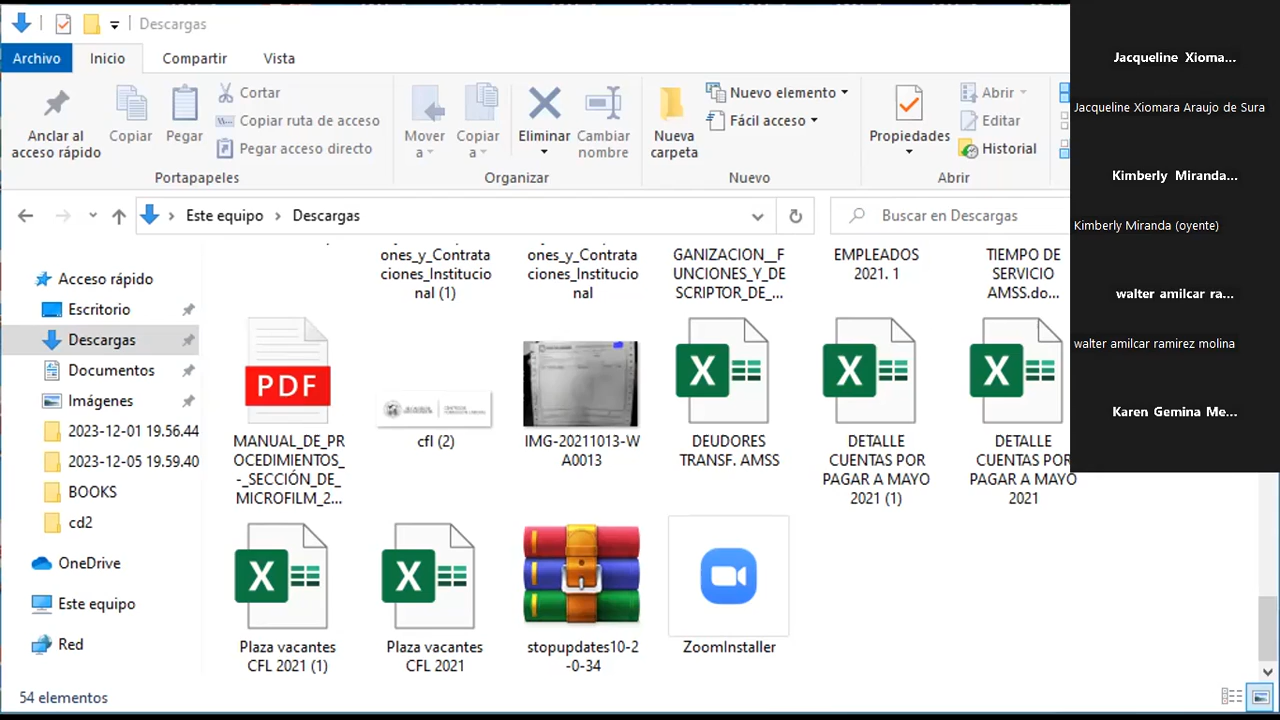 Descargas
Archivo
Inicio
Compartir
Vista
Anclar al
acceso rápido
Copiar
Pegar
Cortar
Copiar ruta de acceso
Pegar acceso directo
Portapapeles
Mover
a
Copiar
a
Eliminar
Cambiar
nombre
Organizar
Nueva
carpeta
Nuevo elemento
Fácil acceso
Nuevo
Propiedades
Abrir
Editar
Historial
Abrir
Este equipo
Descargas
Buscar en Descargas
Acceso rápido
Escritorio
Descargas
Documentos
Imágenes
2023-12-01 19.56.44
2023-12-05 19.59.40
BOOKS
cd2
OneDrive
Este equipo
Red
ones_y_Contrata
ciones_Institucio
nal (1)
ones_y_Contrata
ciones_Institucio
nal
GANIZACION__F
UNCIONES_Y_DE
SCRIPTOR_DE_...
EMPLEADOS
2021. 1
TIEMPO DE
SERVICIO
AMSS.do...
PDF
MANUAL_DE_PR
OCEDIMIENTOS_
-_SECCIÓN_DE_
MICROFILM_2...
cfl (2)
IMG-20211013-W
A0013
DEUDORES
TRANSF. AMSS
DETALLE
CUENTAS POR
PAGAR A MAYO
2021 (1)
DETALLE
CUENTAS POR
PAGAR A MAYO
2021
Plaza vacantes
CFL 2021 (1)
Plaza vacantes
CFL 2021
stopupdates10-2
-0-34
ZoomInstaller
54 elementos
Jacqueline Xioma...
Jacqueline Xiomara Araujo de Sura
Kimberly Miranda...
Kimberly Miranda (oyente)
walter amilcar ra...
walter amilcar ramirez molina
Karen Gemina Me...